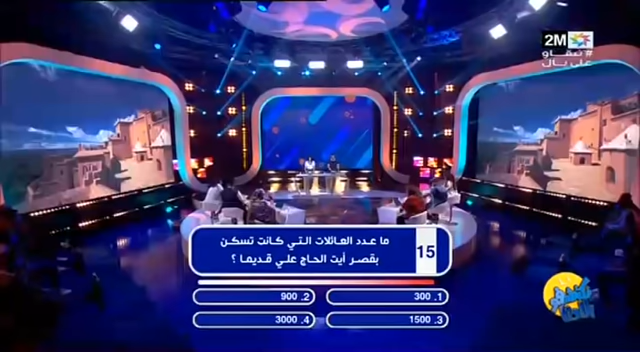 2M
#نبقاو
على بال
ما عدد العائلات التي كانت تسكن
بقصر أيت الحاج علي قديما ؟
15
1. 300
2. 900
3. 1500
4. 3000